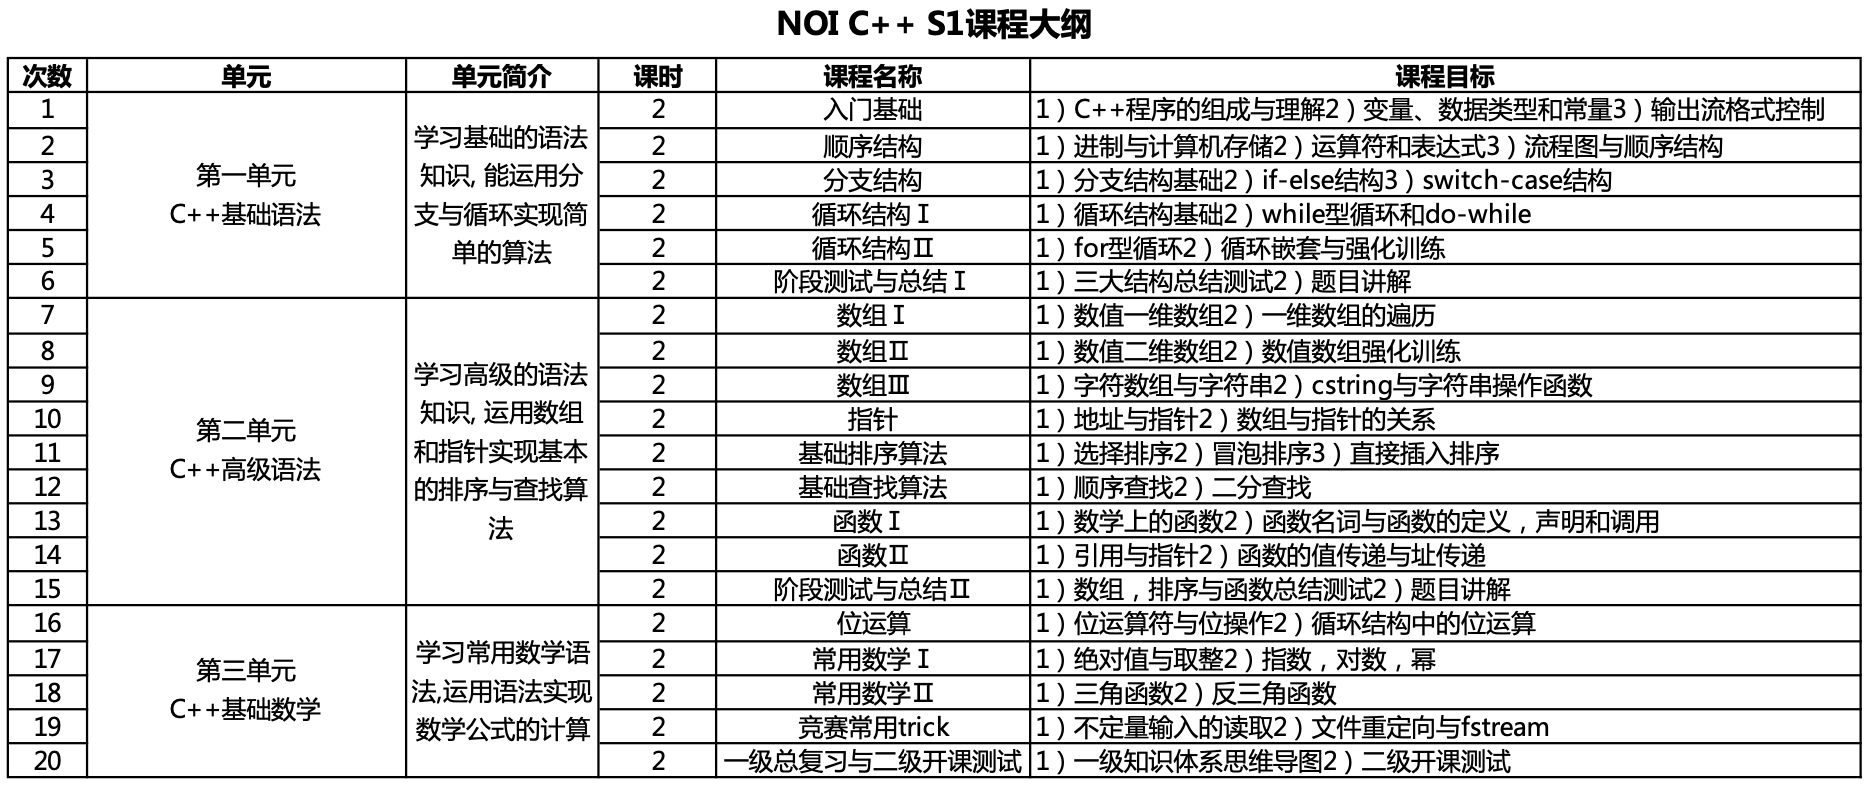 NOI C++ S1课程大纲
次数 单元 单元简介 课时 课程名称 课程目标
1 2 入门基础 1）C++程序的组成与理解2）变量、数据类型和常量3）输出流格式控制
2 2 顺序结构 1）进制与计算机存储2）运算符和表达式3）流程图与顺序结构
3 2 分支结构 1）分支结构基础2）if-else结构3）switch-case结构
4 2 循环结构Ⅰ 1）循环结构基础2）while型循环和do-while
5 2 循环结构Ⅱ 1）for型循环2）循环嵌套与强化训练
6 2 阶段测试与总结Ⅰ 1）三大结构总结测试2）题目讲解
第一单元
C++基础语法
学习基础的语法
知识, 能运用分
支与循环实现简
单的算法
7 2 数组Ⅰ 1）数值一维数组2）一维数组的遍历
8 2 数组Ⅱ 1）数值二维数组2）数值数组强化训练
9 2 数组Ⅲ 1）字符数组与字符串2）cstring与字符串操作函数
10 2 指针 1）地址与指针2）数组与指针的关系
11 2 基础排序算法 1）选择排序2）冒泡排序3）直接插入排序
12 2 基础查找算法 1）顺序查找2）二分查找
13 2 函数Ⅰ 1）数学上的函数2）函数名词与函数的定义，声明和调用
14 2 函数Ⅱ 1）引用与指针2）函数的值传递与址传递
15 2 阶段测试与总结Ⅱ 1）数组，排序与函数总结测试2）题目讲解
第二单元
C++高级语法
学习高级的语法
知识, 运用数组
和指针实现基本
的排序与查找算
法
16 2 位运算 1）位运算符与位操作2）循环结构中的位运算
17 2 常用数学Ⅰ 1）绝对值与取整2）指数，对数，幂
18 2 常用数学Ⅱ 1）三角函数2）反三角函数
19 2 竞赛常用trick 1）不定量输入的读取2）文件重定向与fstream
20 2 一级总复习与二级开课测试 1）一级知识体系思维导图2）二级开课测试
第三单元
C++基础数学
学习常用数学语
法,运用语法实现
数学公式的计算